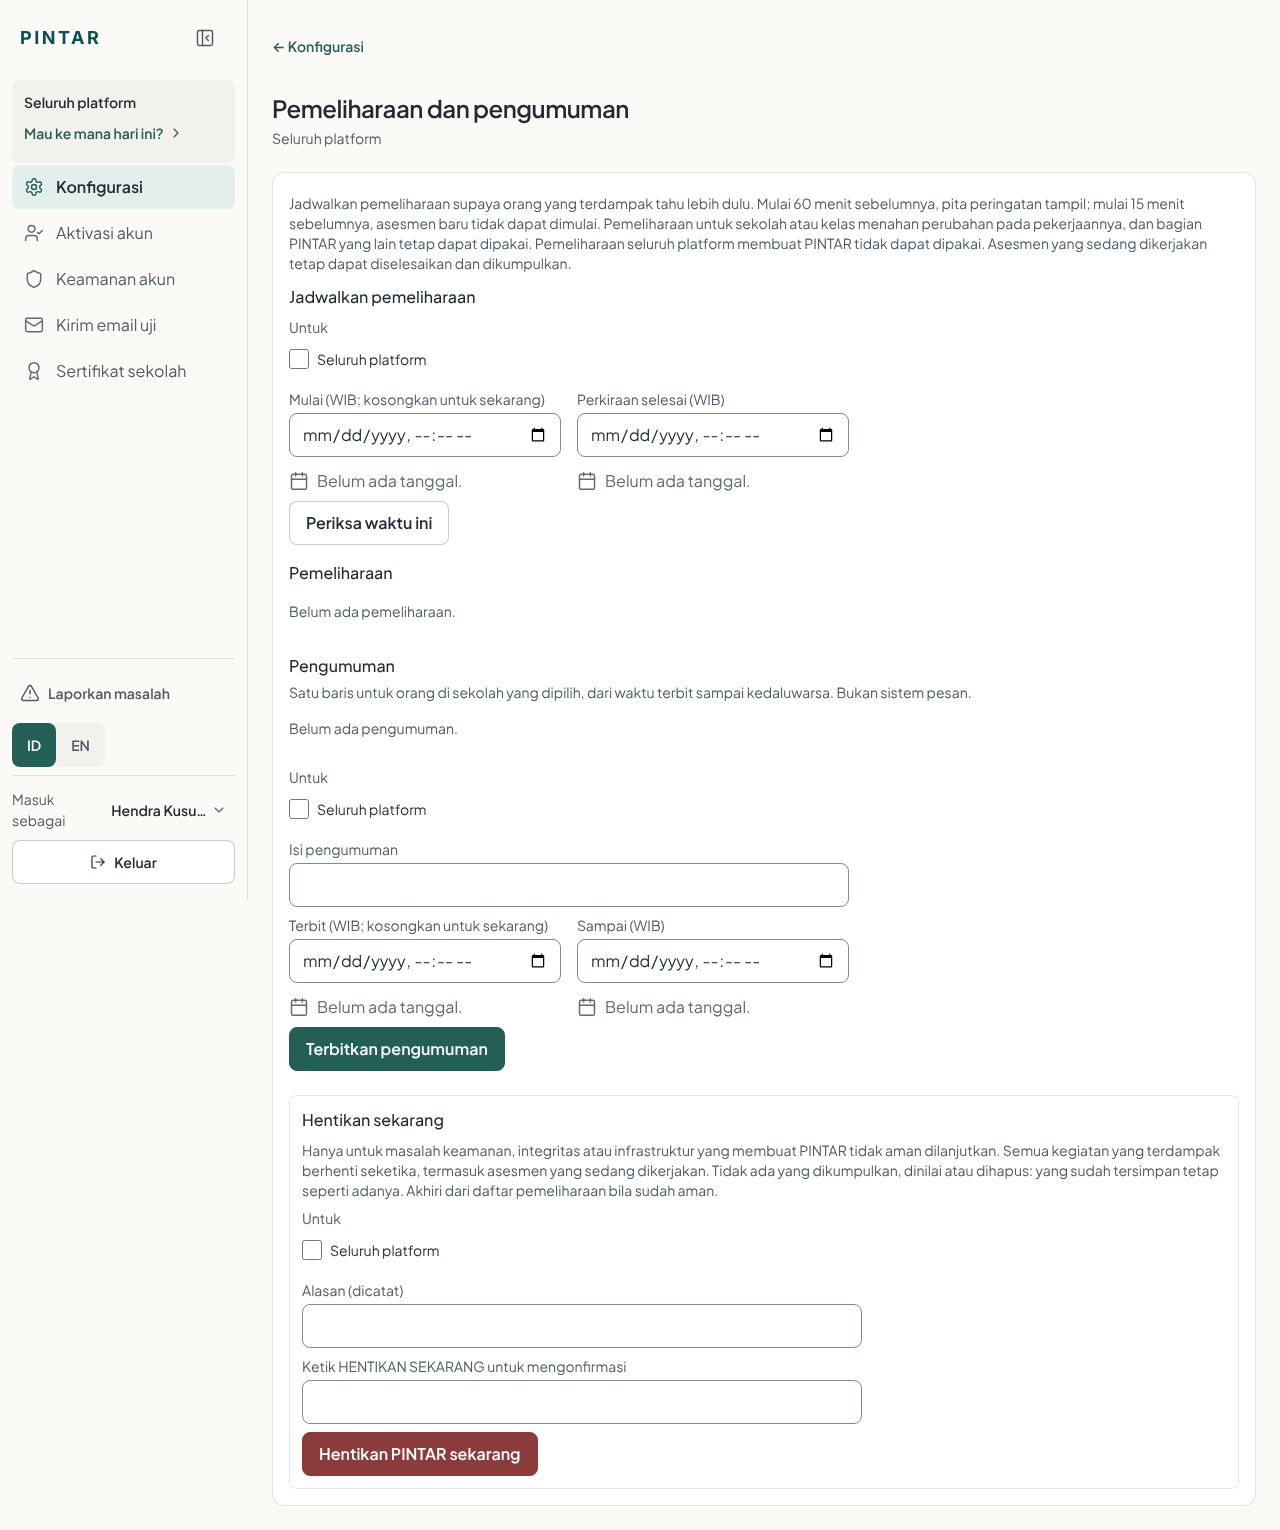 PINTAR
Seluruh platform
Mau ke mana hari ini?
Konfigurasi
Aktivasi akun
Keamanan akun
Kirim email uji
Sertifikat sekolah
Laporkan masalah
ID EN
Masuk sebagai
Hendra Kusu...
Keluar
← Konfigurasi
Pemeliharaan dan pengumuman
Seluruh platform
Jadwalkan pemeliharaan supaya orang yang terdampak tahu lebih dulu. Mulai 60 menit sebelumnya, pita peringatan tampil; mulai 15 menit
sebelumnya, asesmen baru tidak dapat dimulai. Pemeliharaan untuk sekolah atau kelas menahan perubahan pada pekerjaannya, dan bagian
PINTAR yang lain tetap dapat dipakai. Pemeliharaan seluruh platform membuat PINTAR tidak dapat dipakai. Asesmen yang sedang dikerjakan
tetap dapat diselesaikan dan dikumpulkan.
Jadwalkan pemeliharaan
Untuk
Seluruh platform
Mulai (WIB; kosongkan untuk sekarang) Perkiraan selesai (WIB)
mm/dd/yyyy, --:-- -- mm/dd/yyyy, --:-- --
Belum ada tanggal. Belum ada tanggal.
Periksa waktu ini
Pemeliharaan
Belum ada pemeliharaan.
Pengumuman
Satu baris untuk orang di sekolah yang dipilih, dari waktu terbit sampai kedaluwarsa. Bukan sistem pesan.
Belum ada pengumuman.
Untuk
Seluruh platform
Isi pengumuman
Terbit (WIB; kosongkan untuk sekarang) Sampai (WIB)
mm/dd/yyyy, --:-- -- mm/dd/yyyy, --:-- --
Belum ada tanggal. Belum ada tanggal.
Terbitkan pengumuman
Hentikan sekarang
Hanya untuk masalah keamanan, integritas atau infrastruktur yang membuat PINTAR tidak aman dilanjutkan. Semua kegiatan yang terdampak
berhenti seketika, termasuk asesmen yang sedang dikerjakan. Tidak ada yang dikumpulkan, dinilai atau dihapus: yang sudah tersimpan tetap
seperti adanya. Akhiri dari daftar pemeliharaan bila sudah aman.
Untuk
Seluruh platform
Alasan (dicatat)
Ketik HENTIKAN SEKARANG untuk mengonfirmasi
Hentikan PINTAR sekarang